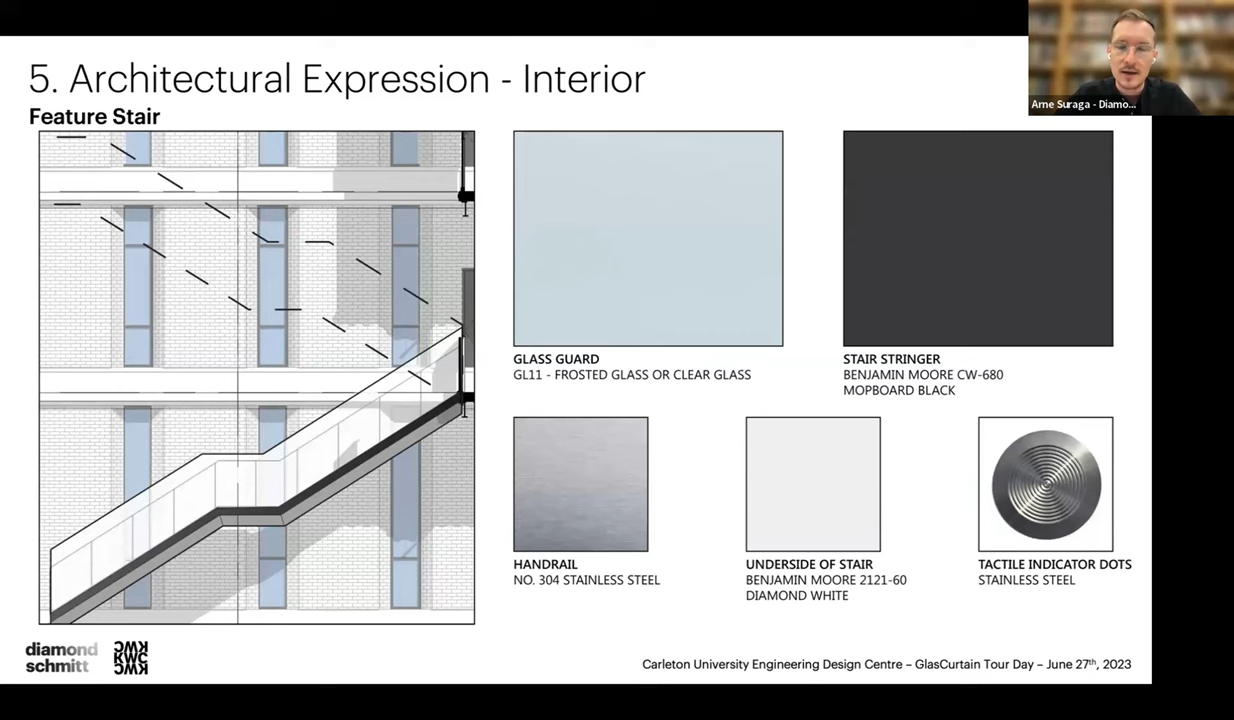 5. Architectural Expression - Interior
Feature Stair
Arne Suraga - Diamo...
GLASS GUARD
GL11 - FROSTED GLASS OR CLEAR GLASS
STAIR STRINGER
BENJAMIN MOORE CW-680
MOPBOARD BLACK
HANDRAIL
NO. 304 STAINLESS STEEL
UNDERSIDE OF STAIR
BENJAMIN MOORE 2121-60
DIAMOND WHITE
TACTILE INDICATOR DOTS
STAINLESS STEEL
diamond
schmitt
KWC
Carleton University Engineering Design Centre – GlasCurtain Tour Day – June 27th, 2023